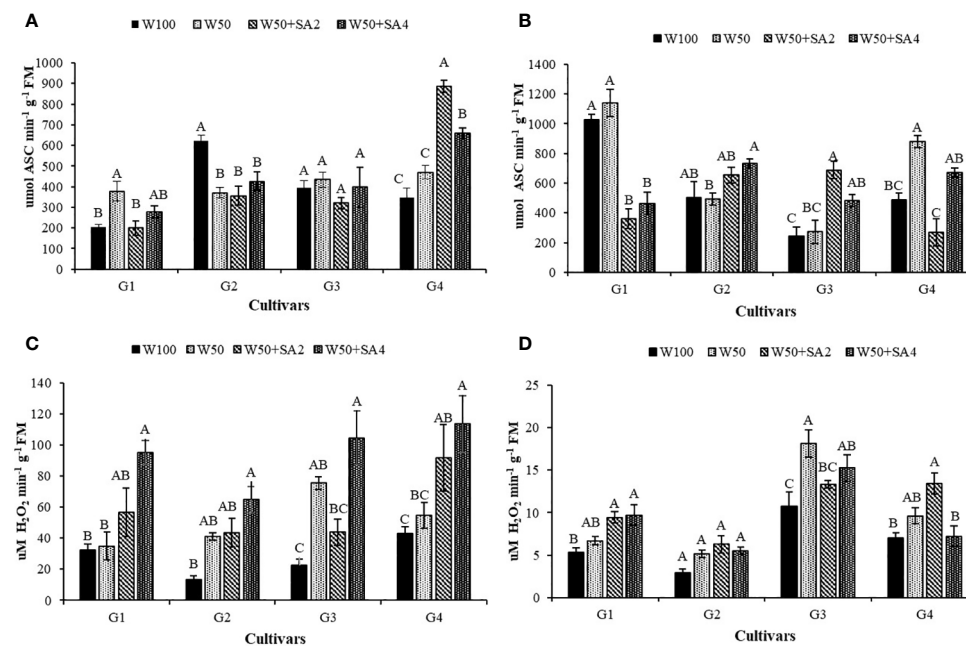 A
W100 W50 W50+SA2 W50+SA4
umol ASC min-1 g-1 FM
1000
900
800
700
600
500
400
300
200
100
0
B A B AB
A B B B
A A A A
C C A B
G1 G2 G3 G4
Cultivars
B
W100 W50 W50+SA2 W50+SA4
umol ASC min-1 g-1 FM
1400
1200
1000
800
600
400
200
0
A A B B
AB B AB A
C BC A AB
BC A C AB
G1 G2 G3 G4
Cultivars
C
W100 W50 W50+SA2 W50+SA4
uM H2O2 min-1 g-1 FM
140
120
100
80
60
40
20
0
B B AB A
B AB AB A
C AB BC A
C BC AB A
G1 G2 G3 G4
Cultivars
D
W100 W50 W50+SA2 W50+SA4
uM H2O2 min-1 g-1 FM
25
20
15
10
5
0
B AB A A
A A A A
C A BC AB
B AB A B
G1 G2 G3 G4
Cultivars